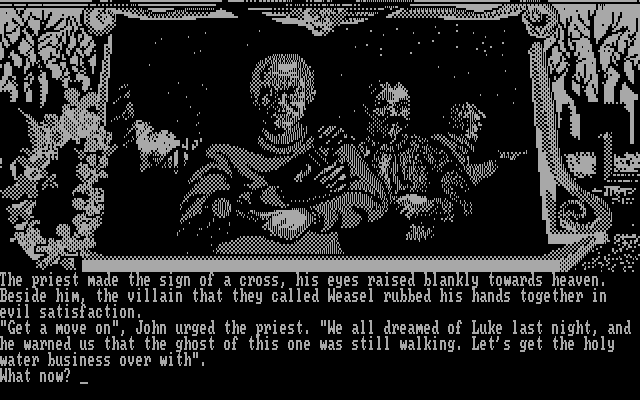 The priest made the sign of a cross, his eyes raised blankly towards heaven.
Beside him, the villain that they called Weasel rubbed his hands together in
evil satisfaction.
"Get a move on", John urged the priest. "We all dreamed of Luke last night, and
he warned us that the ghost of this one was still walking. Let's get the holy
water business over with".
What now? _